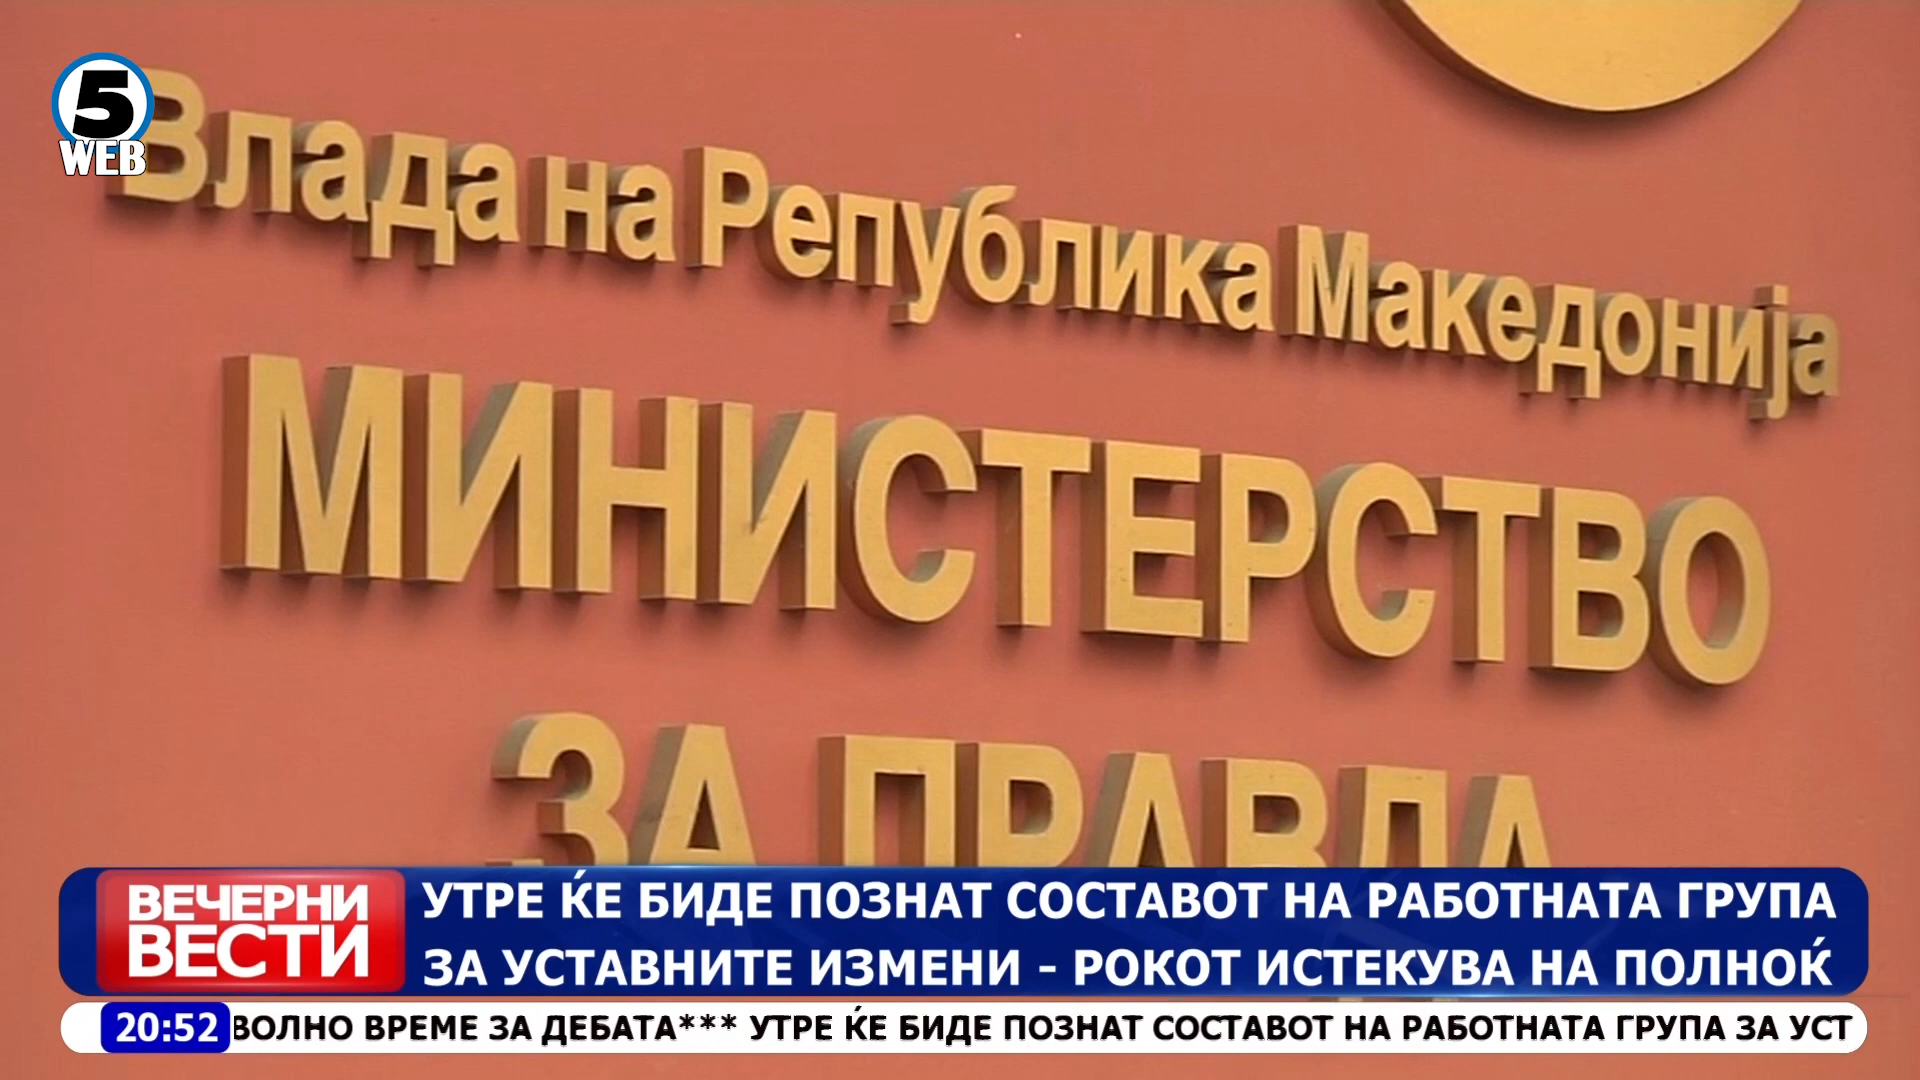 5
WEB
Влада на Република Македонија
МИНИСТЕРСТВО
ЗА ПРАВДА
ВЕЧЕРНИ
ВЕСТИ
УТРЕ ЌЕ БИДЕ ПОЗНАТ СОСТАВОТ НА РАБОТНАТА ГРУПА
ЗА УСТАВНИТЕ ИЗМЕНИ - РОКОТ ИСТЕКУВА НА ПОЛНОЌ
20:52 ВОЛНО ВРЕМЕ ЗА ДЕБАТА*** УТРЕ ЌЕ БИДЕ ПОЗНАТ СОСТАВОТ НА РАБОТНАТА ГРУПА ЗА УСТ